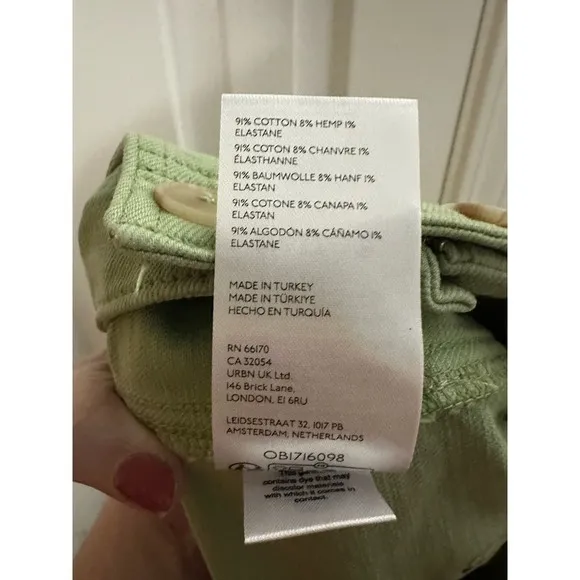 91% COTTON 8% HEMP 1%
ELASTANE
91% COTON 8% CHANVRE 1%
ÉLASTHANNE
91% BAUMWOLLE 8% HANF 1%
ELASTAN
91% COTONE 8% CANAPA 1%
ELASTAN
91% ALGODÓN 8% CÁÑAMO 1%
ELASTANE
MADE IN TURKEY
MADE IN TÜRKIYE
HECHO EN TURQUÍA
RN 66170
CA 32054
URBN UK Ltd.
146 Brick Lane,
LONDON, E1 6RU
LEIDSESTRAAT 32, 1017 PB
AMSTERDAM, NETHERLANDS
OB1716098
This
contains dye that may
discolor materials
with which it comes in
contact.